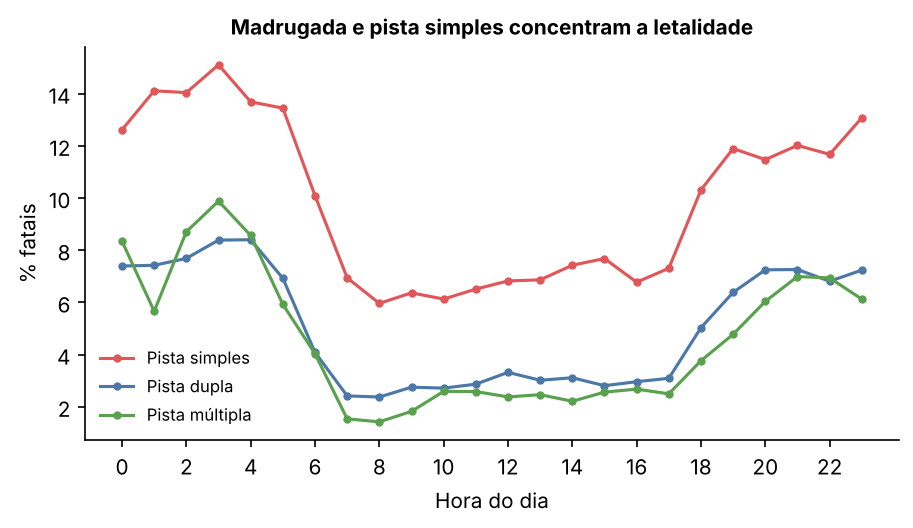 Madrugada e pista simples concentram a letalidade
14
12
10
8
6
4
2
% fatais
Pista simples
Pista dupla
Pista múltipla
0 2 4 6 8 10 12 14 16 18 20 22
Hora do dia